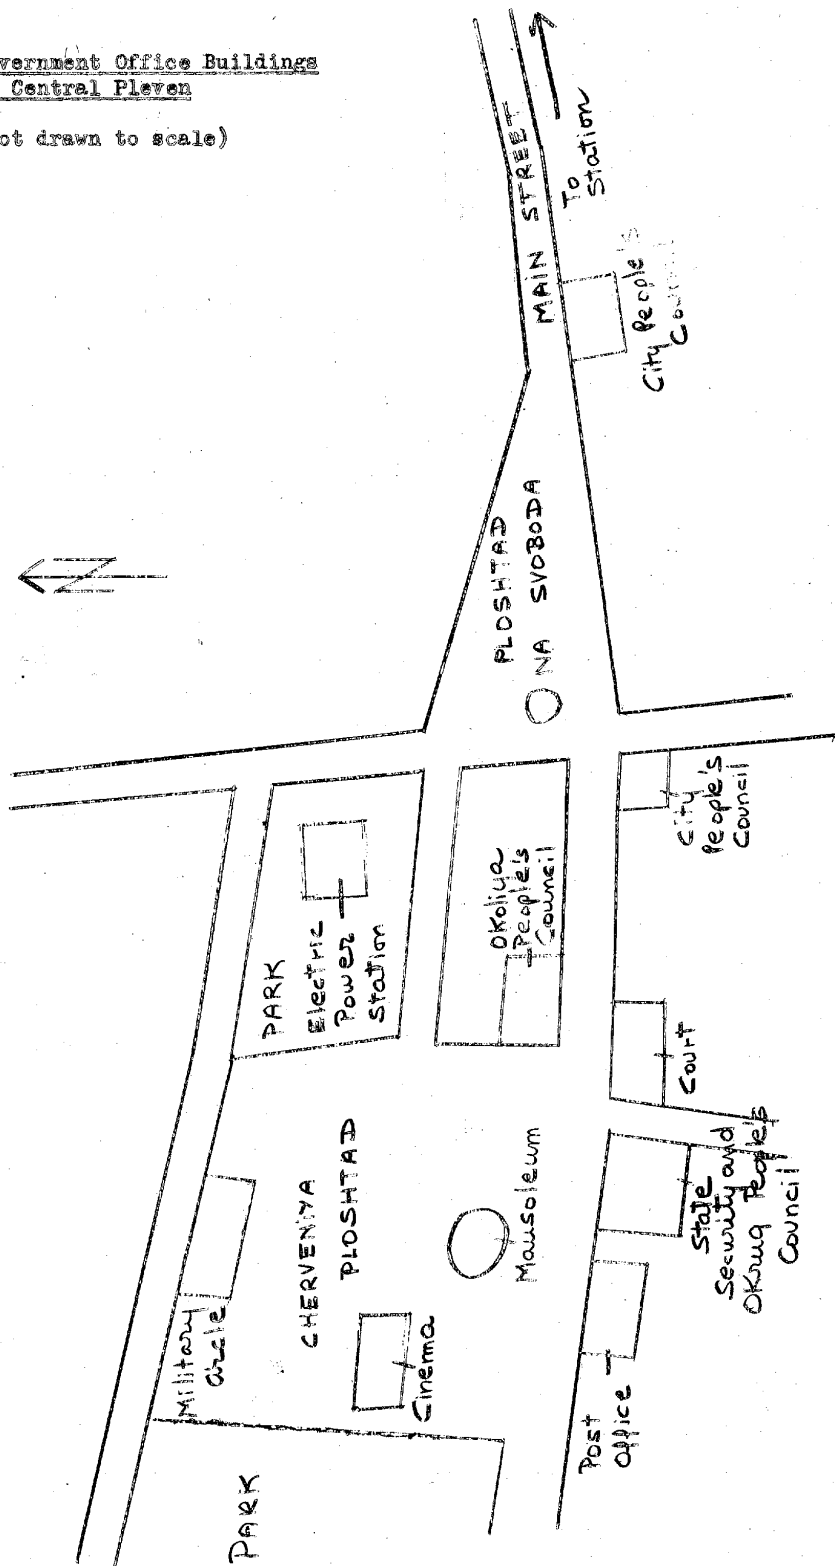 vernment Office Buildings
Central Pleven
ot drawn to scale)
N
To
Station
MAIN STREET
City People's
Council
PLOSHTAD
NA SVOBODA
City
People's
Council
Okoliya
People's
Council
PARK
Electric
Power
Station
Court
CHERVENIYA
PLOSHTAD
Mausoleum
State
Security and
Okrug People's
Council
Military
Circle
Cinema
Post
Office
PARK